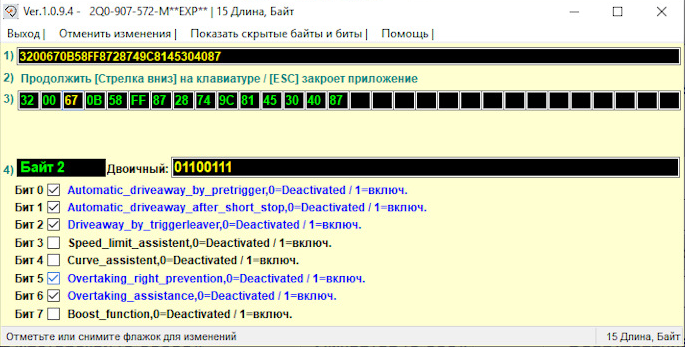 Ver.1.0.9.4 - 2Q0-907-572-M**EXP** | 15 Длина, Байт
Выход | Отменить изменения | Показать скрытые байты и биты | Помощь |
1) 3200670B58FF8728749C8145304087
2) Продолжить [Стрелка вниз] на клавиатуре / [ESC] закроет приложение
3) 32 00 67 0B 58 FF 87 28 74 9C 81 45 30 40 87
4) Байт 2 Двоичный: 01100111
Бит 0 Automatic_driveaway_by_pretrigger,0=Deactivated / 1=включ.
Бит 1 Automatic_driveaway_after_short_stop,0=Deactivated / 1=включ.
Бит 2 Driveaway_by_triggerleaver,0=Deactivated / 1=включ.
Бит 3 Speed_limit_assistent,0=Deactivated / 1=включ.
Бит 4 Curve_assistent,0=Deactivated / 1=включ.
Бит 5 Overtaking_right_prevention,0=Deactivated / 1=включ.
Бит 6 Overtaking_assistance,0=Deactivated / 1=включ.
Бит 7 Boost_function,0=Deactivated / 1=включ.
Отметьте или снимите флажок для изменений 15 Длина, Байт